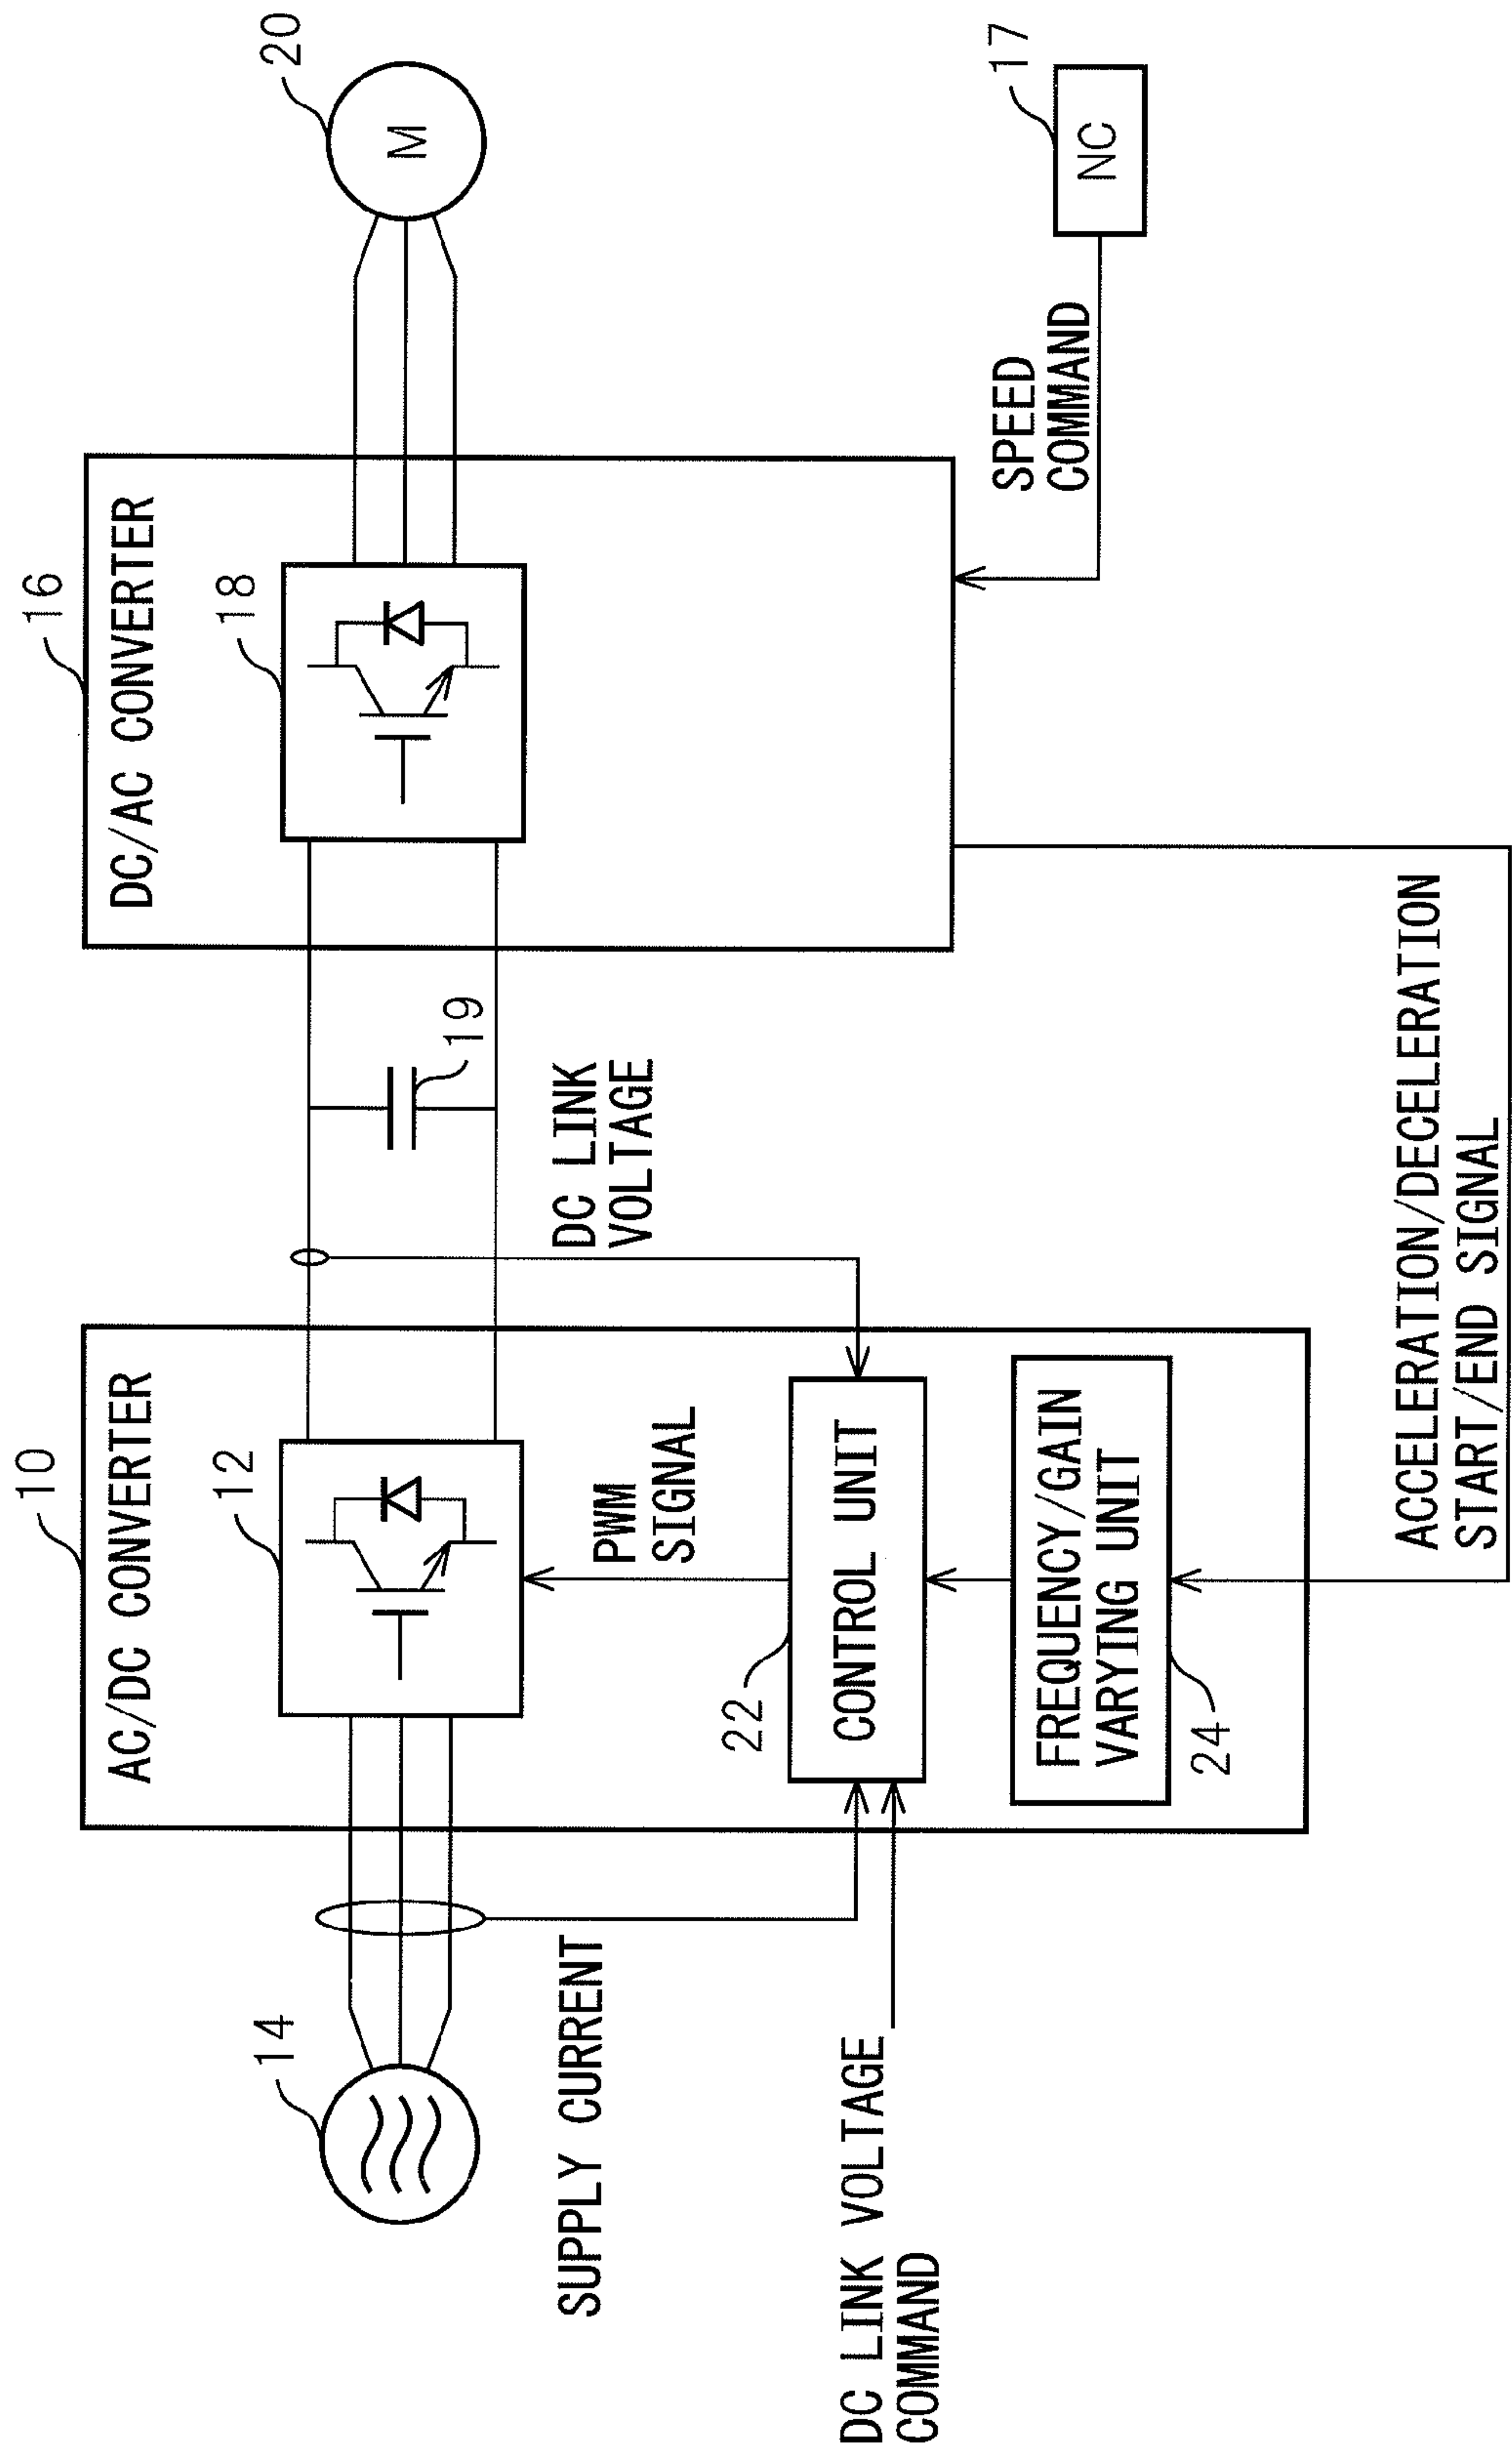 10
AC/DC CONVERTER
12
14
SUPPLY CURRENT
PWM
SIGNAL
22
CONTROL UNIT
DC LINK VOLTAGE
COMMAND
FREQUENCY/GAIN
VARYING UNIT
24
DC LINK
VOLTAGE
19
16
DC/AC CONVERTER
18
20
M
17
NC
SPEED
COMMAND
ACCELERATION/DECELERATION
START/END SIGNAL